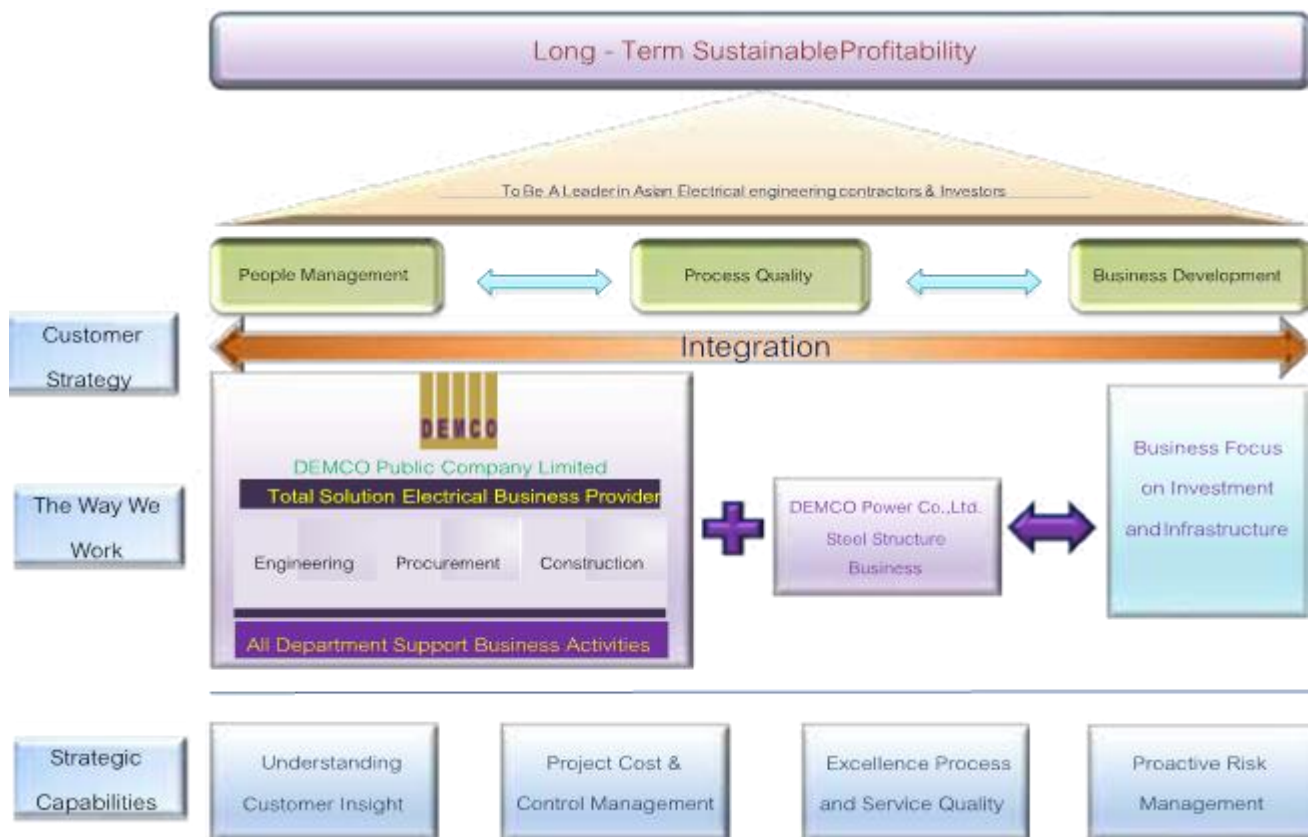 Long - Term SustainableProfitability
To Be A Leader in Asian Electrical engineering contractors & Investors
People Management
Process Quality
Business Development
Customer
Strategy
Integration
DEMCO
DEMCO Public Company Limited
Total Solution Electrical Business Provider
Engineering
Procurement
Construction
All Department Support Business Activities
The Way We
Work
DEMCO Power Co.,Ltd.
Steel Structure
Business
Business Focus
on Investment
and Infrastructure
Strategic
Capabilities
Understanding
Customer Insight
Project Cost &
Control Management
Excellence Process
and Service Quality
Proactive Risk
Management